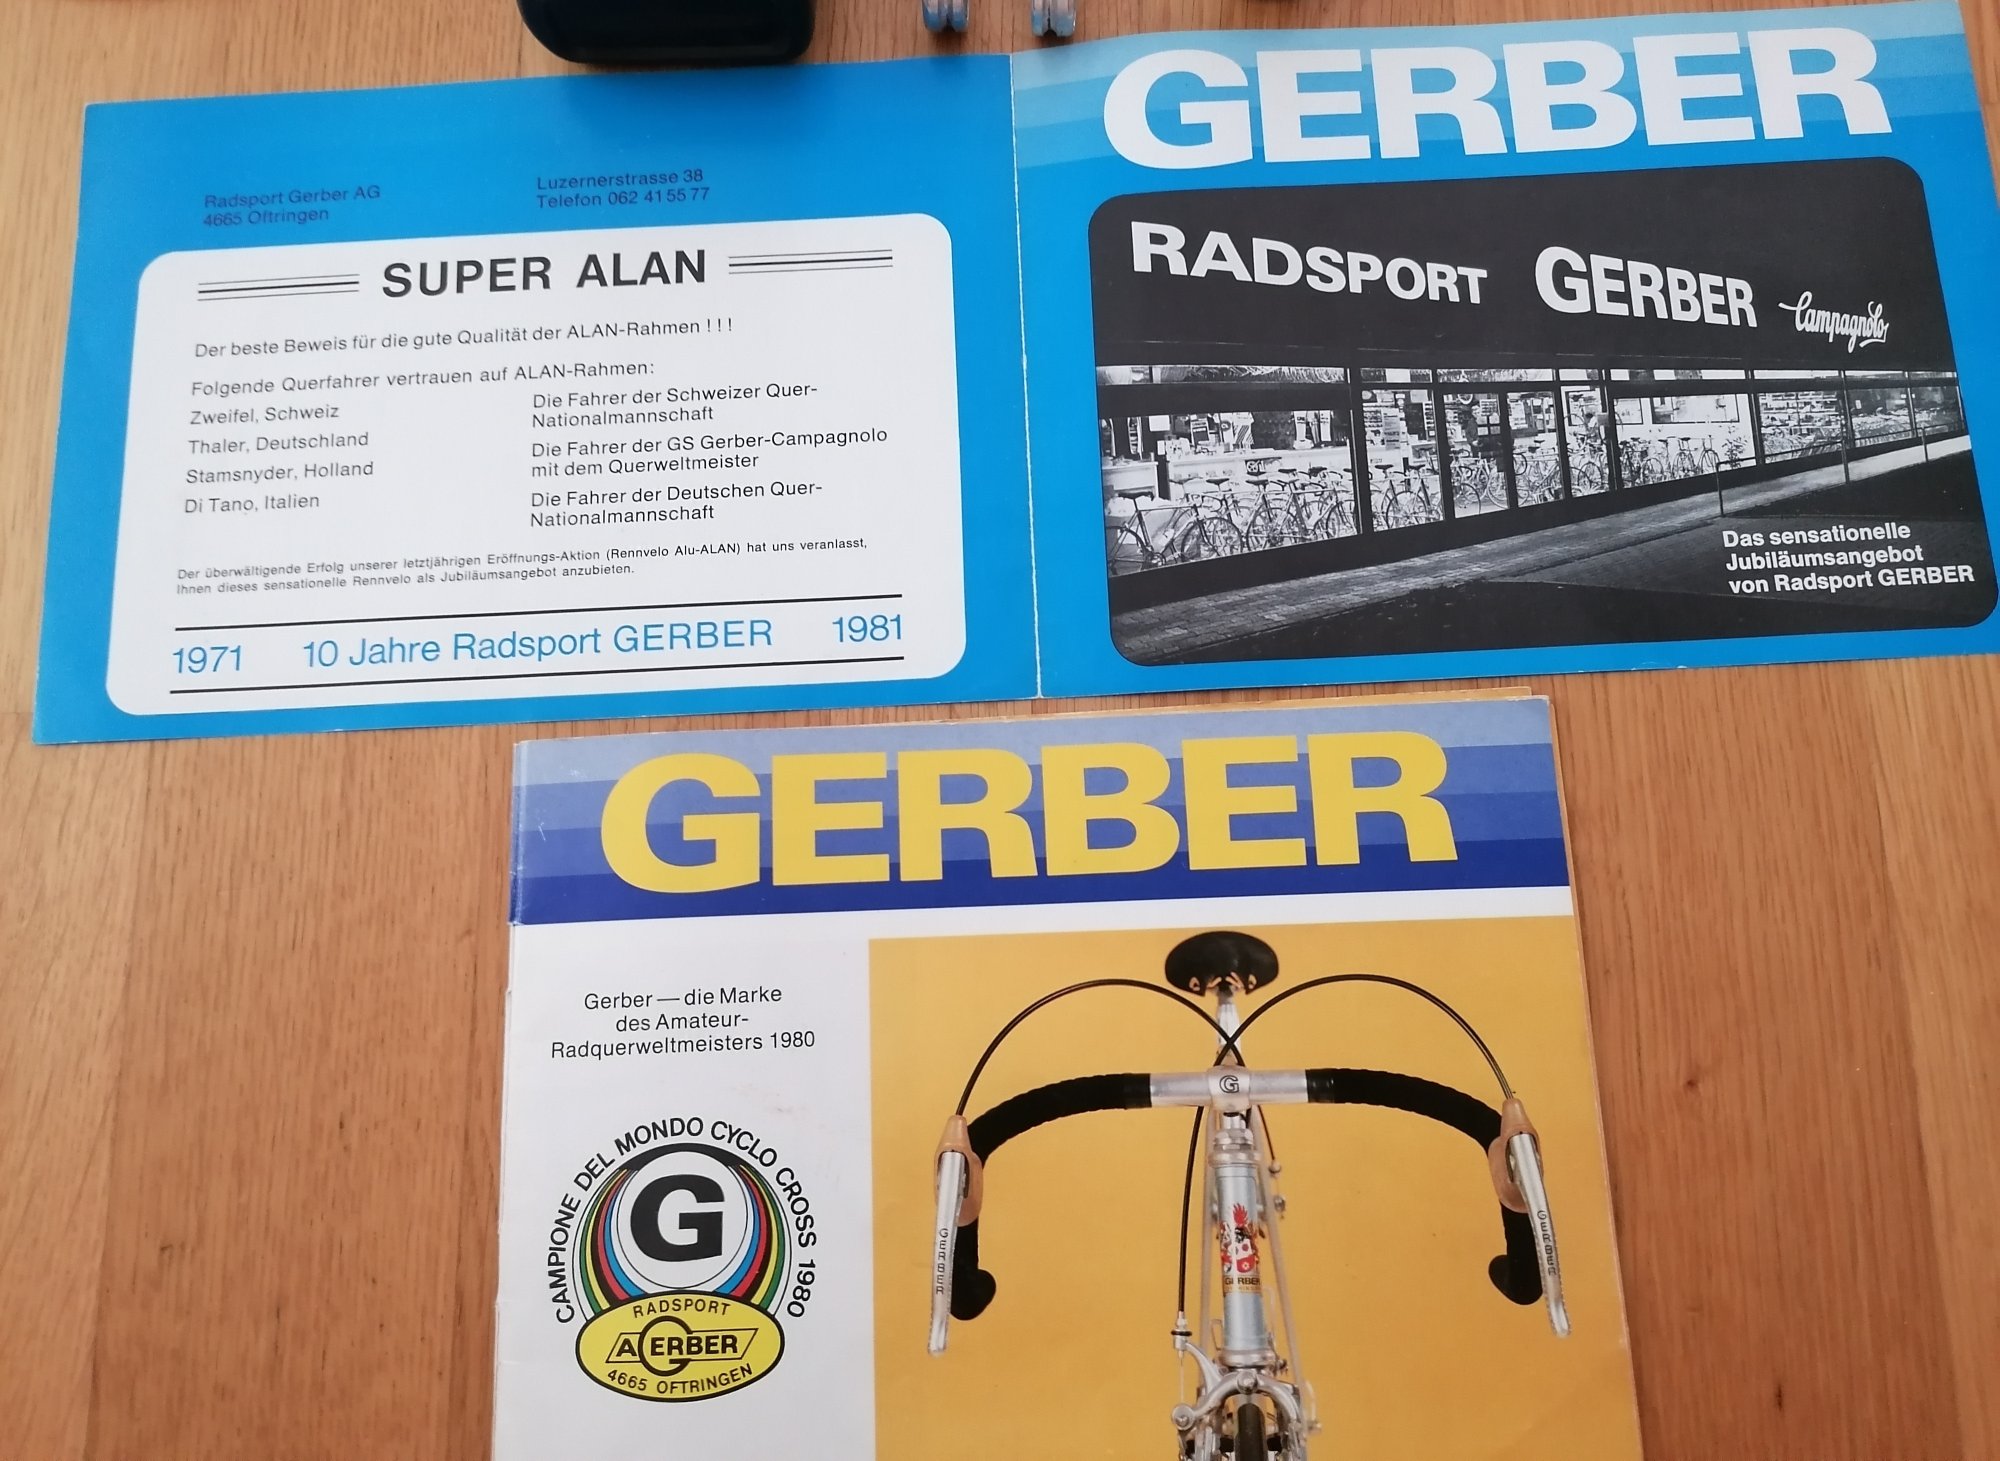 Radsport Gerber AG
4665 Oftringen
Luzernerstrasse 38
Telefon 062 41 55 77
SUPER ALAN
Der beste Beweis für die gute Qualität der ALAN-Rahmen ! ! !
Folgende Querfahrer vertrauen auf ALAN-Rahmen:
Zweifel, Schweiz
Thaler, Deutschland
Stamsnyder, Holland
Di Tano, Italien
Die Fahrer der Schweizer Quer-
Nationalmannschaft
Die Fahrer der GS Gerber-Campagnolo
mit dem Querweltmeister
Die Fahrer der Deutschen Quer-
Nationalmannschaft
Der überwältigende Erfolg unserer letztjährigen Eröffnungs-Aktion (Rennvelo Alu-ALAN) hat uns veranlasst,
Ihnen dieses sensationelle Rennvelo als Jubiläumsangebot anzubieten.
1971 10 Jahre Radsport GERBER 1981
GERBER
RADSPORT GERBER Campagnolo
Das sensationelle
Jubiläumsangebot
von Radsport GERBER
GERBER
Gerber — die Marke
des Amateur-
Radquerweltmeisters 1980
CAMPIONE DEL MONDO CYCLO CROSS 1980
G
RADSPORT
A GERBER
4665 OFTRINGEN
G
GERBER
GERBER
GERBER